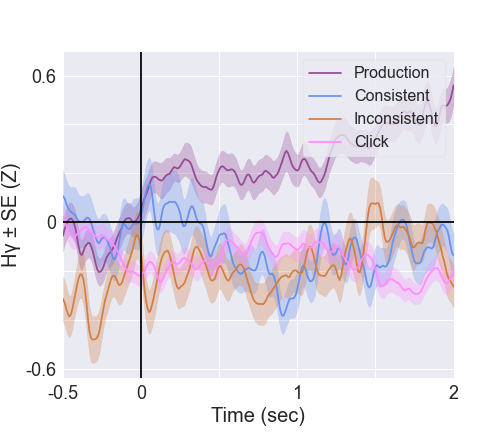 Production
Consistent
Inconsistent
Click
0.6
0
-0.6
Hγ ± SE (Z)
-0.5 0 1 2
Time (sec)